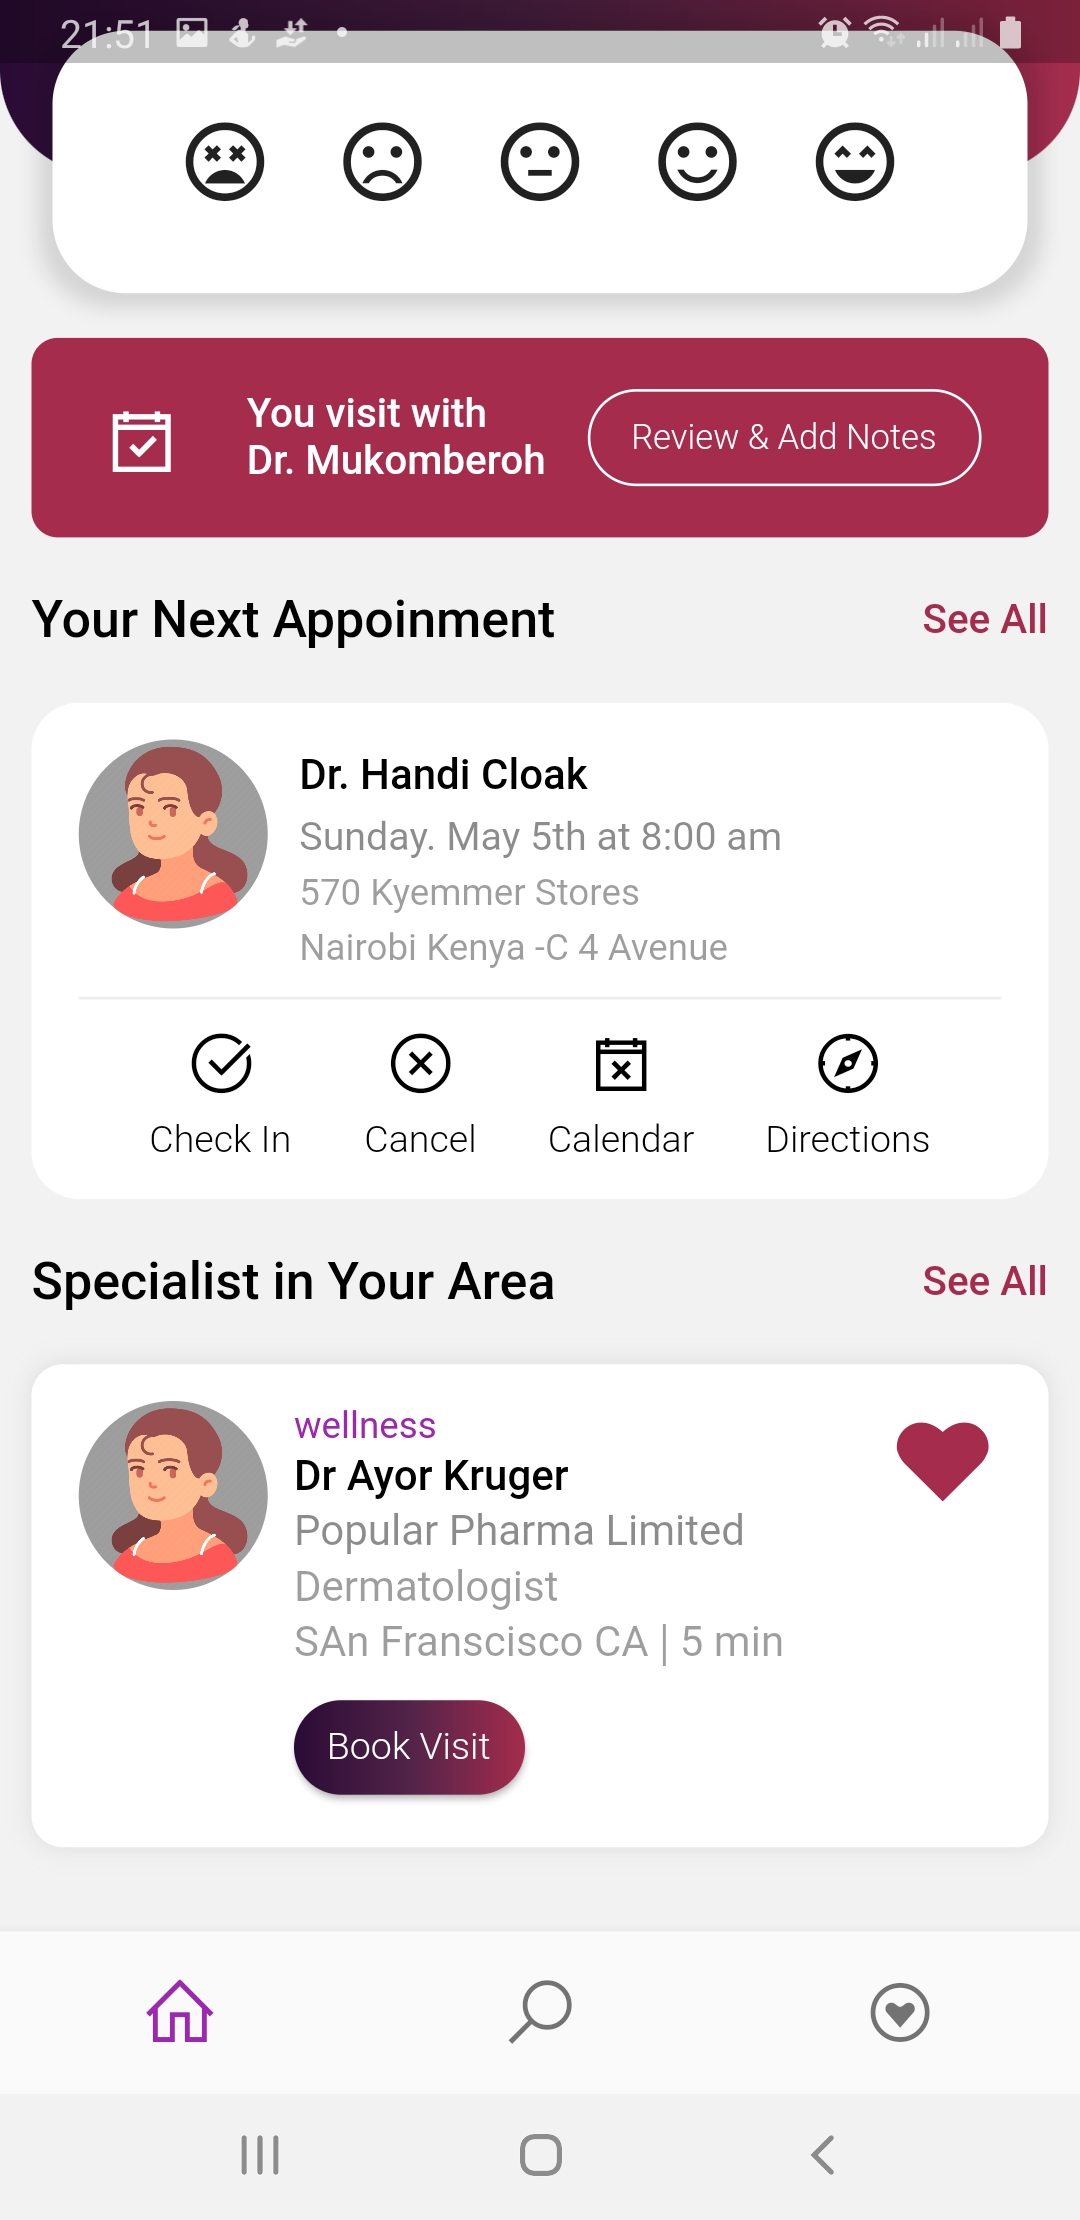 21:51
You visit with
Dr. Mukomberoh
Review & Add Notes
Your Next Appoinment
See All
Dr. Handi Cloak
Sunday. May 5th at 8:00 am
570 Kyemmer Stores
Nairobi Kenya -C 4 Avenue
Check In
Cancel
Calendar
Directions
Specialist in Your Area
See All
wellness
Dr Ayor Kruger
Popular Pharma Limited
Dermatologist
SAn Franscisco CA | 5 min
Book Visit